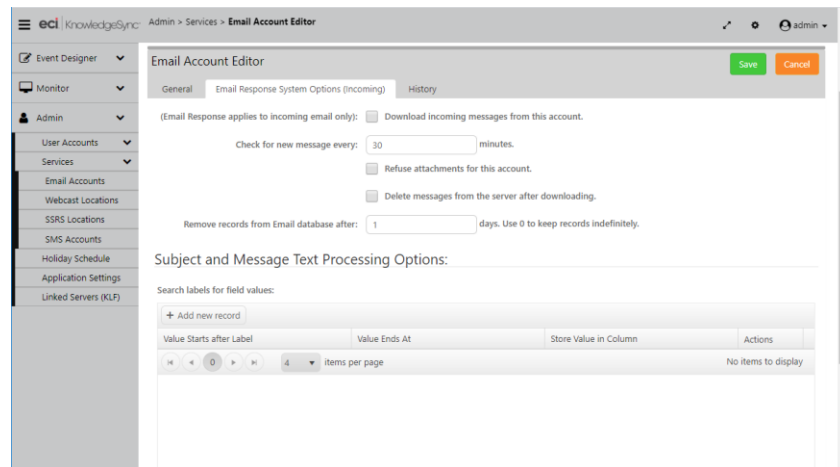 eci KnowledgeSync
Admin > Services > Email Account Editor
admin
Event Designer
Monitor
Admin
User Accounts
Services
Email Accounts
Webcast Locations
SSRS Locations
SMS Accounts
Holiday Schedule
Application Settings
Linked Servers (KLF)
Email Account Editor
Save
Cancel
General
Email Response System Options (Incoming)
History
(Email Response applies to incoming email only): Download incoming messages from this account.
Check for new message every: 30 minutes.
Refuse attachments for this account.
Delete messages from the server after downloading.
Remove records from Email database after: 1 days. Use 0 to keep records indefinitely.
Subject and Message Text Processing Options:
Search labels for field values:
+ Add new record
Value Starts after Label Value Ends At Store Value in Column Actions
0 4 items per page No items to display